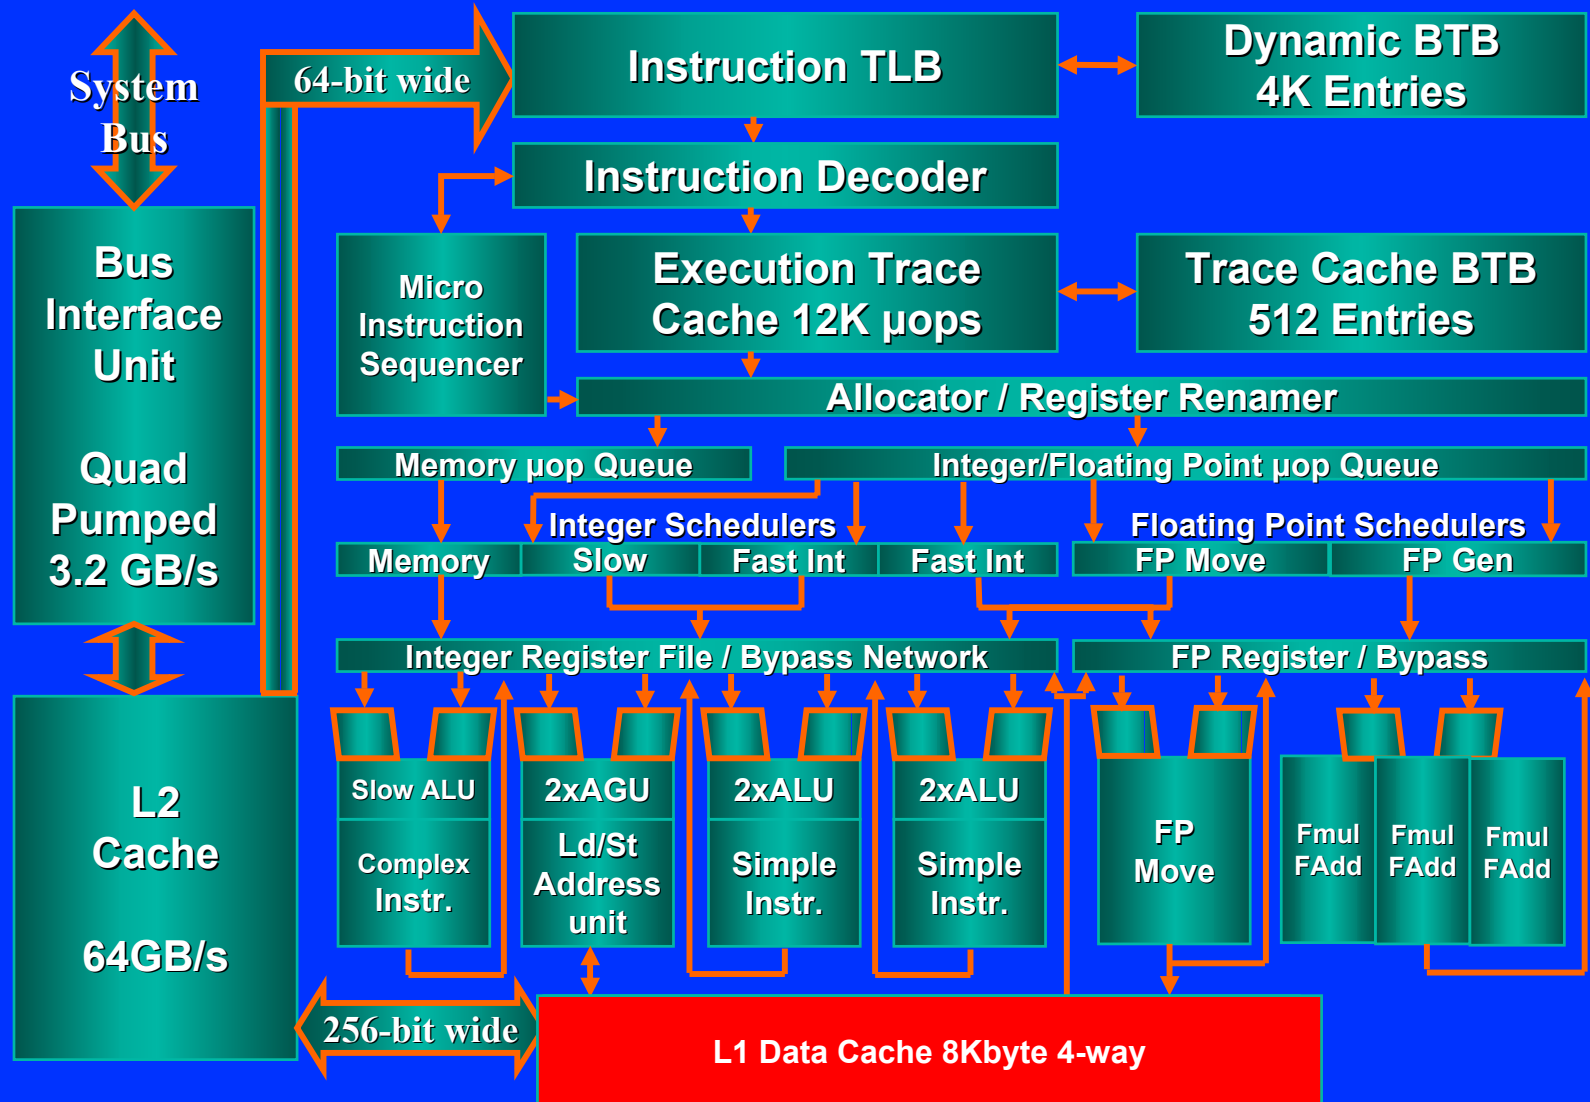 System
Bus
64-bit wide
Instruction TLB
Dynamic BTB
4K Entries
Instruction Decoder
Bus
Interface
Unit
Quad
Pumped
3.2 GB/s
Micro
Instruction
Sequencer
Execution Trace
Cache 12K µops
Trace Cache BTB
512 Entries
Allocator / Register Renamer
Memory µop Queue
Integer/Floating Point µop Queue
Integer Schedulers
Floating Point Schedulers
Memory
Slow
Fast Int
Fast Int
FP Move
FP Gen
Integer Register File / Bypass Network
FP Register / Bypass
L2
Cache
64GB/s
Slow ALU
Complex
Instr.
2xAGU
Ld/St
Address
unit
2xALU
Simple
Instr.
2xALU
Simple
Instr.
FP
Move
Fmul
FAdd
Fmul
FAdd
Fmul
FAdd
256-bit wide
L1 Data Cache 8Kbyte 4-way